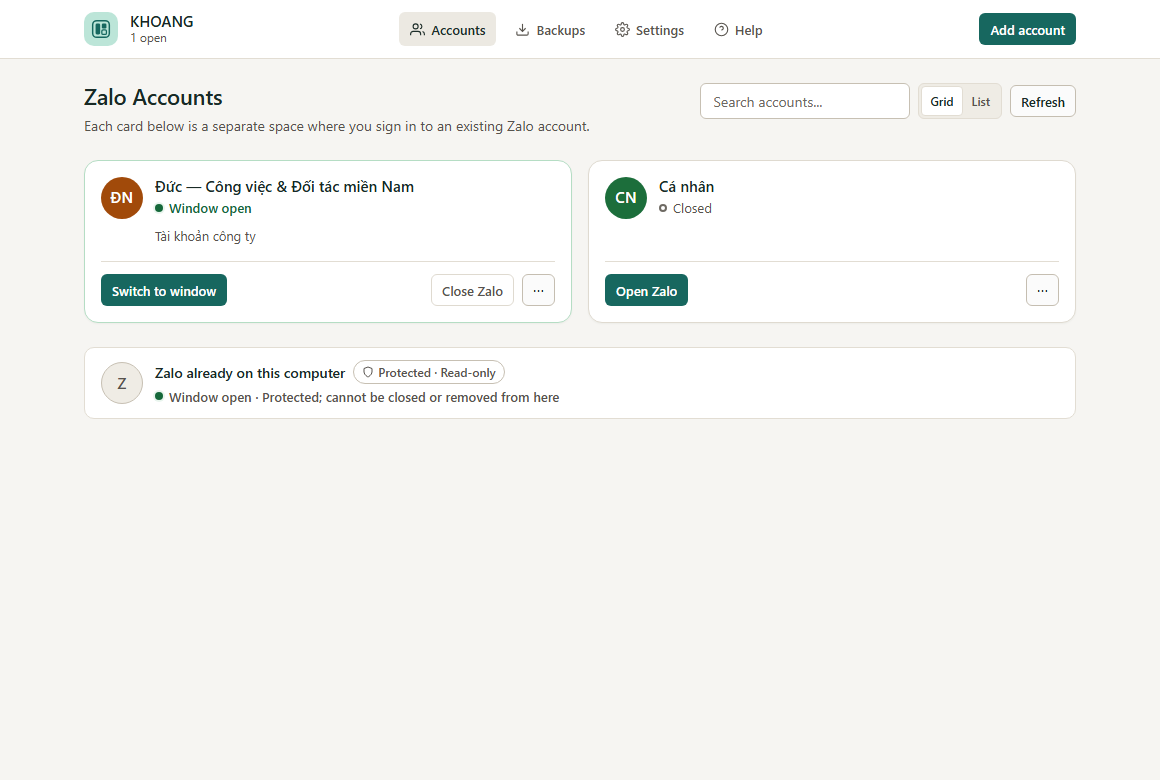 KHOANG
1 open
Accounts
Backups
Settings
Help
Add account
Zalo Accounts
Each card below is a separate space where you sign in to an existing Zalo account.
Search accounts...
Grid
List
Refresh
ĐN
Đức — Công việc & Đối tác miền Nam
Window open
Tài khoản công ty
Switch to window
Close Zalo
...
CN
Cá nhân
Closed
Open Zalo
...
Z
Zalo already on this computer
Protected · Read-only
Window open · Protected; cannot be closed or removed from here